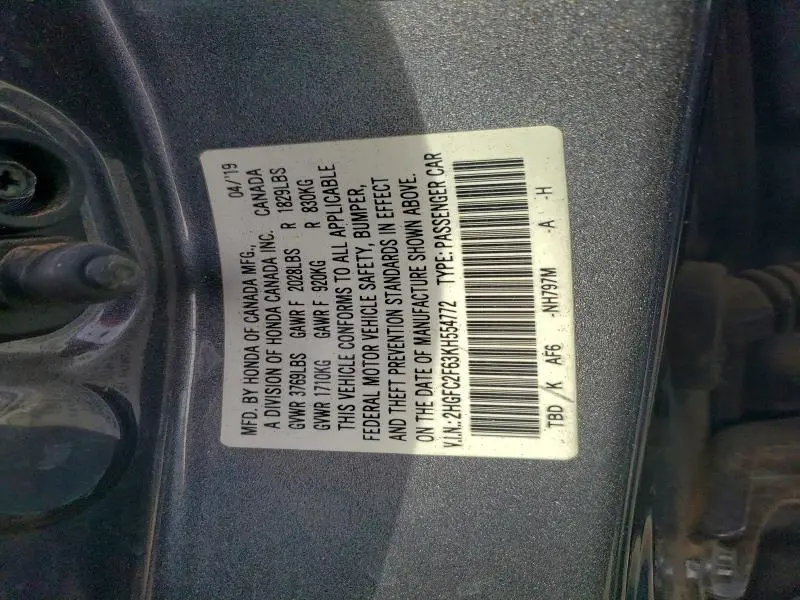 MFD. BY HONDA OF CANADA MFG., 04/'19
A DIVISION OF HONDA CANADA INC. CANADA
GVWR 3769LBS GAWR F 2028LBS R 1829LBS
GVWR 1710KG GAWR F 920KG R 830KG
THIS VEHICLE CONFORMS TO ALL APPLICABLE
FEDERAL MOTOR VEHICLE SAFETY, BUMPER,
AND THEFT PREVENTION STANDARDS IN EFFECT
ON THE DATE OF MANUFACTURE SHOWN ABOVE.
V.I.N.:2HGFC2F63KH554772 TYPE: PASSENGER CAR
TBD /K AF6 -NH797M -A -H